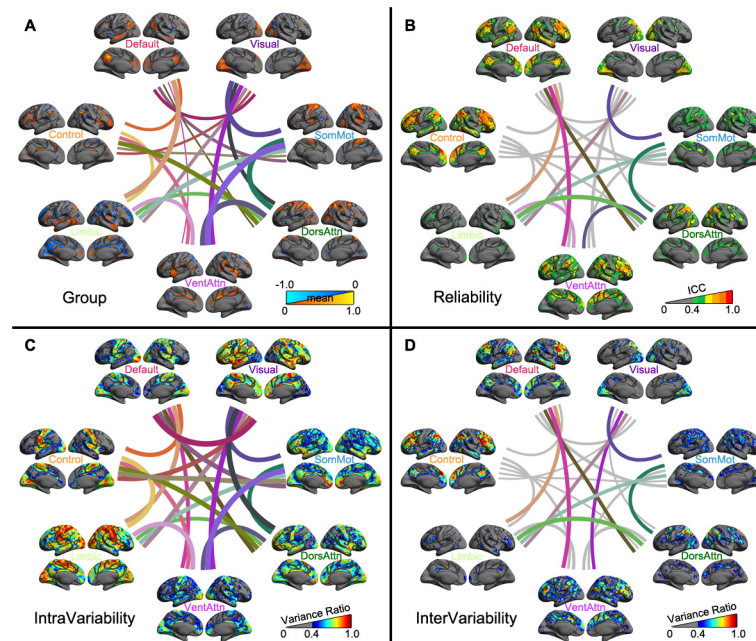 A
Default
Visual
Control
SomMot
Limbic
DorsAttn
VentAttn
Group
-1.0 0
mean
0 1.0
B
Default
Visual
Control
SomMot
Limbic
DorsAttn
VentAttn
Reliability
ICC
0 0.4 1.0
C
Default
Visual
Control
SomMot
Limbic
DorsAttn
VentAttn
IntraVariability
Variance Ratio
0 0.4 1.0
D
Default
Visual
Control
SomMot
Limbic
DorsAttn
VentAttn
InterVariability
Variance Ratio
0 0.4 1.0